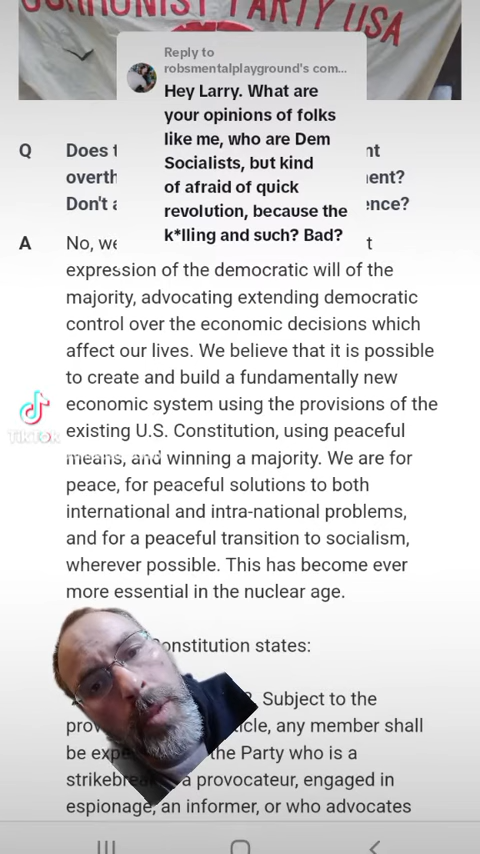 COMMUNIST PARTY USA
Reply to
robsmentalplayground's com...
Hey Larry. What are
your opinions of folks
like me, who are Dem
Socialists, but kind
of afraid of quick
revolution, because the
k*lling and such? Bad?
Q Does
overth ment?
Don't
A No, we
expression of the democratic will of the
majority, advocating extending democratic
control over the economic decisions which
affect our lives. We believe that it is possible
to create and build a fundamentally new
economic system using the provisions of the
existing U.S. Constitution, using peaceful
means, and winning a majority. We are for
peace, for peaceful solutions to both
international and intra-national problems,
and for a peaceful transition to socialism,
wherever possible. This has become ever
more essential in the nuclear age.
TIKTOK
onstitution states:
Subject to the
icle, any member shall
be the Party who is a
a provocateur, engaged in
espionage, an informer, or who advocates